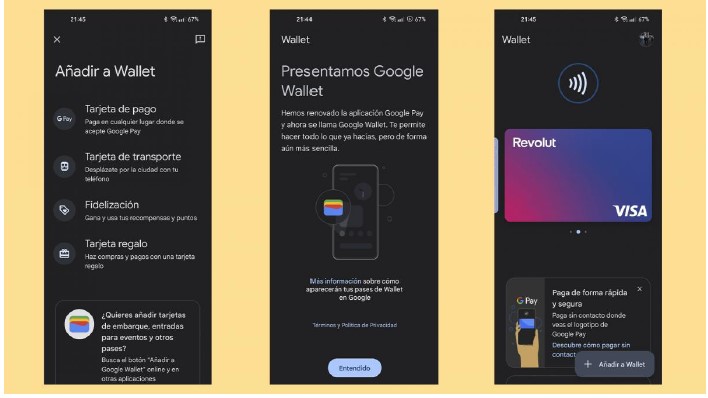 21:45
67%
Añadir a Wallet
G Pay
Tarjeta de pago
Paga en cualquier lugar donde se
acepte Google Pay
Tarjeta de transporte
Desplázate por la ciudad con tu
teléfono
Fidelización
Gana y usa tus recompensas y puntos
Tarjeta regalo
Haz compras y pagos con una tarjeta
regalo
¿Quieres añadir tarjetas
de embarque, entradas
para eventos y otros
pases?
Busca el botón "Añadir a
Google Wallet" online y en
otras aplicaciones
21:44
67%
Wallet
Presentamos Google
Wallet
Hemos renovado la aplicación Google Pay
y ahora se llama Google Wallet. Te permite
hacer todo lo que ya hacías, pero de forma
aún más sencilla.
Más información sobre cómo
aparecerán tus pases de Wallet
en Google
Términos y Política de Privacidad
Entendido
21:45
67%
Wallet
Revolut
VISA
G Pay
Paga de forma rápida
y segura
Paga sin contacto donde
veas el logotipo de
Google Pay
Descubre cómo pagar sin
contact
+ Añadir a Wallet